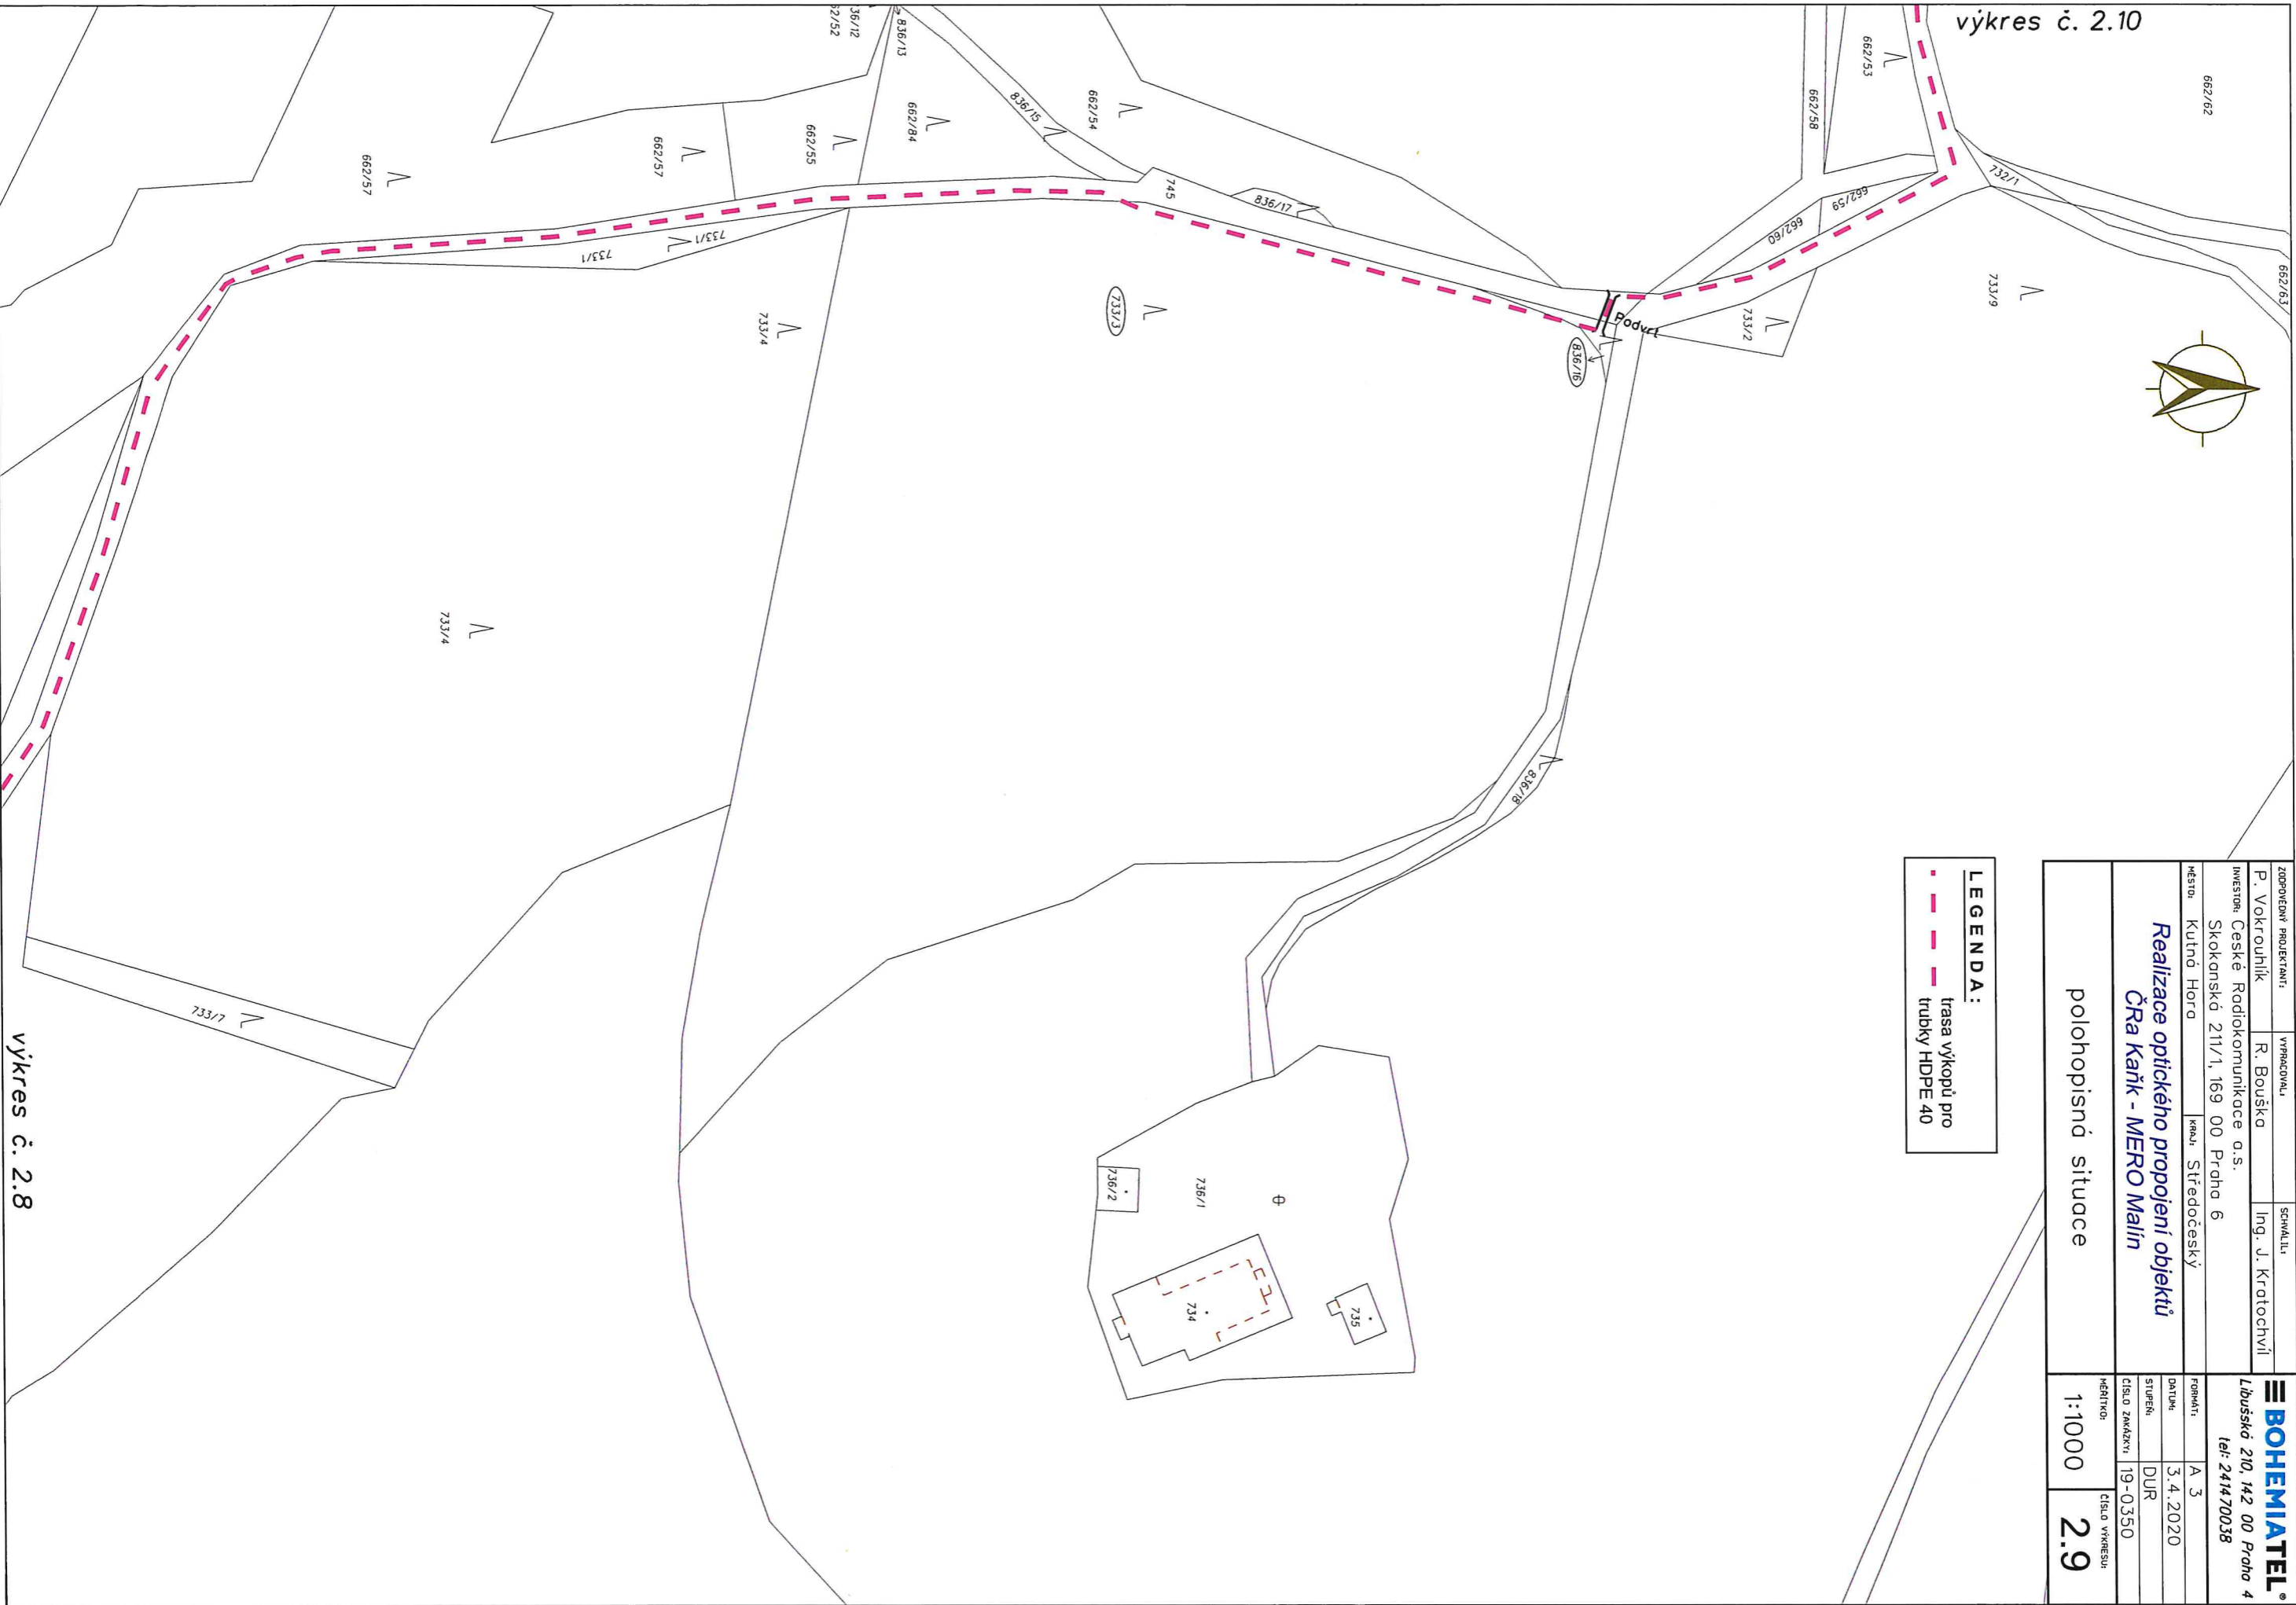 výkres č. 2.10
662/62
662/53
662/58
732/1
662/63
662/59
662/60
733/9
733/2
Podvrt
836/16
836/17
745
662/54
836/15
662/84
836/13
36/12
52/52
662/55
662/57
662/57
733/1
733/1
733/3
733/4
733/4
836/18
733/7
736/2
736/1
734
735
výkres č. 2.8
LEGENDA:
trasa výkopů pro
trubky HDPE 40
ZODPOVĚDNÝ PROJEKTANT:
P. Vokrouhlík
VYPRACOVAL:
R. Bouška
SCHVÁLIL:
Ing. J. Kratochvíl
INVESTOR: České Radiokomunikace a.s.
Skokanská 211/1, 169 00 Praha 6
MĚSTO: Kutná Hora
KRAJ: Středočeský
Realizace optického propojení objektů
ČRa Kaňk - MERO Malín
polohopisná situace
BOHEMIATEL®
Libušská 210, 142 00 Praha 4
tel: 241470038
FORMÁT: A 3
DATUM: 3.4.2020
STUPEŇ: DUR
ČÍSLO ZAKÁZKY: 19-0350
MĚŘÍTKO:
1:1000
ČÍSLO VÝKRESU:
2.9